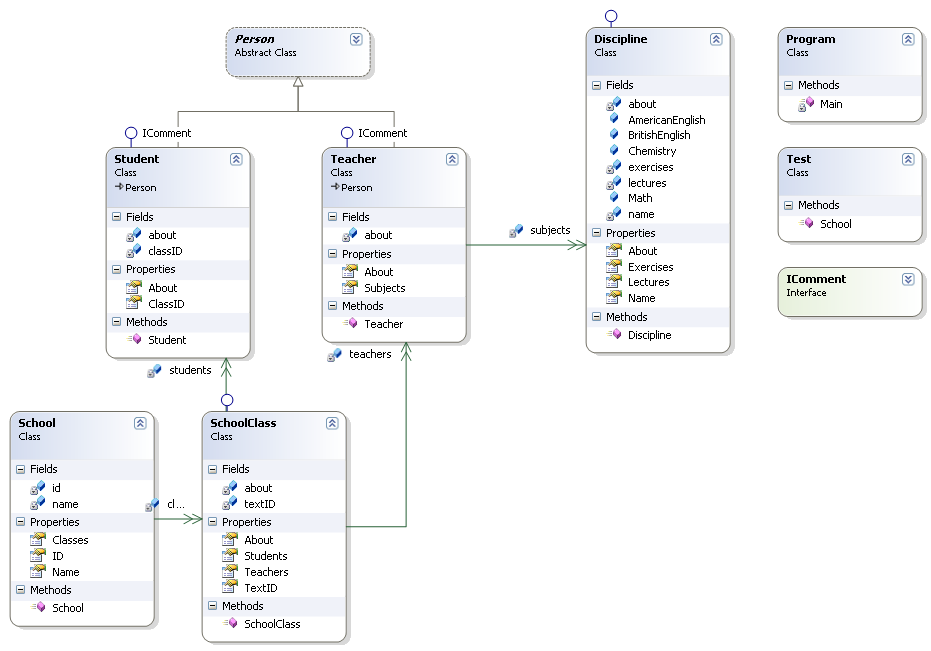 Person
Abstract Class
IComment
Student
Class
Person
Fields
about
classID
Properties
About
ClassID
Methods
Student
IComment
Teacher
Class
Person
Fields
about
Properties
About
Subjects
Methods
Teacher
subjects
Discipline
Class
Fields
about
AmericanEnglish
BritishEnglish
Chemistry
exercises
lectures
Math
name
Properties
About
Exercises
Lectures
Name
Methods
Discipline
Program
Class
Methods
Main
Test
Class
Methods
School
IComment
Interface
students
teachers
School
Class
Fields
id
name
Properties
Classes
ID
Name
Methods
School
cl...
SchoolClass
Class
Fields
about
textID
Properties
About
Students
Teachers
TextID
Methods
SchoolClass